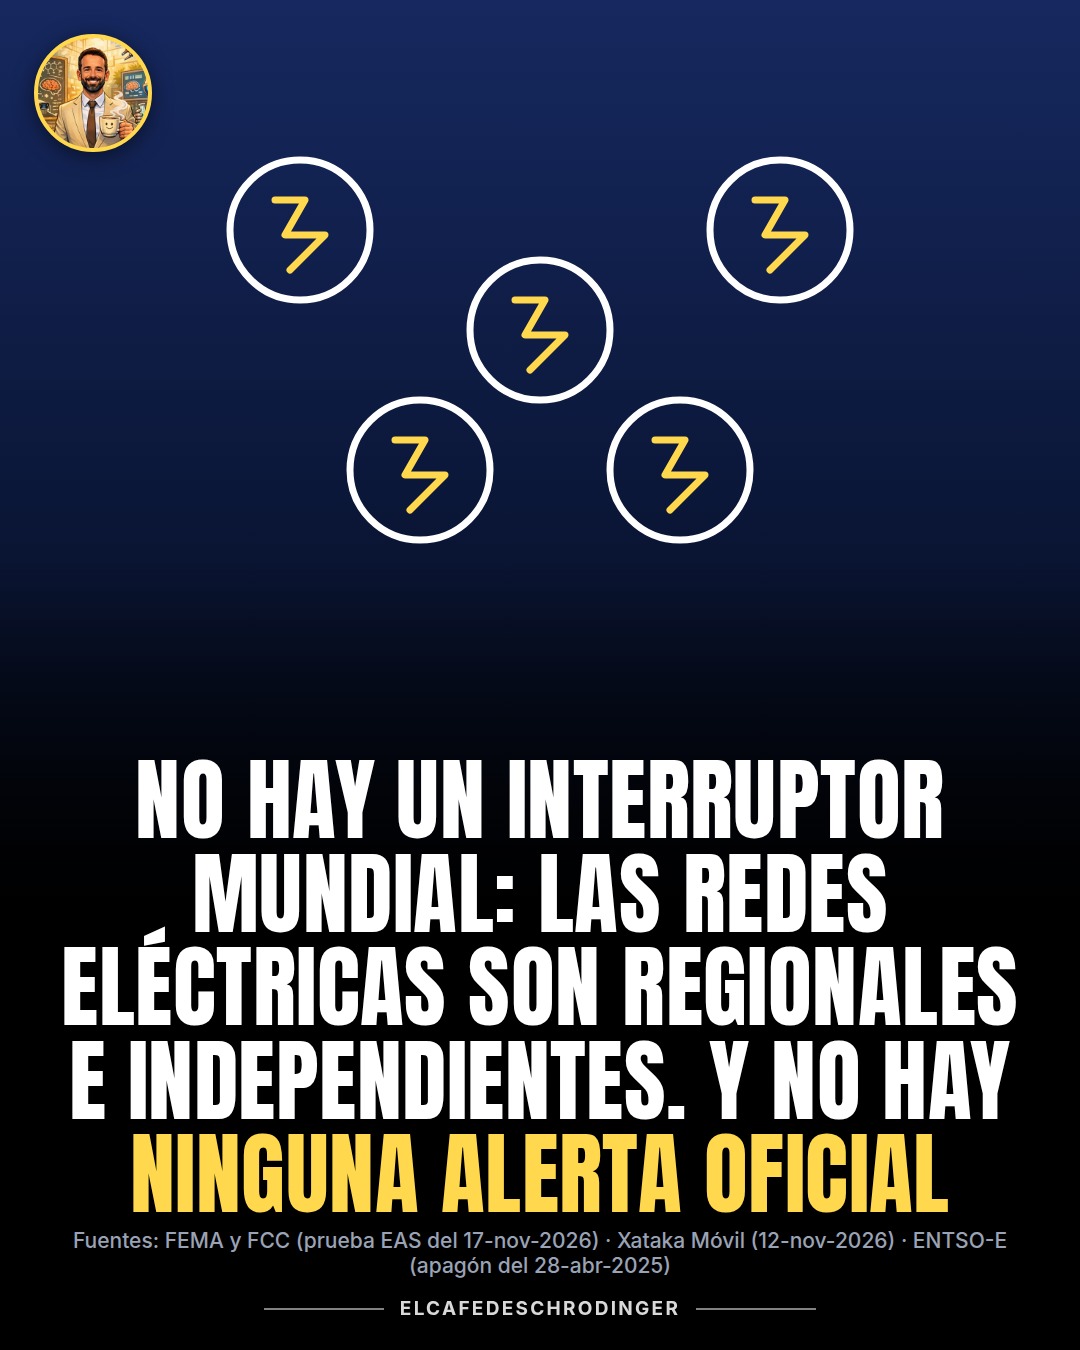 NO HAY UN INTERRUPTOR
MUNDIAL: LAS REDES
ELÉCTRICAS SON REGIONALES
E INDEPENDIENTES. Y NO HAY
NINGUNA ALERTA OFICIAL
Fuentes: FEMA y FCC (prueba EAS del 17-nov-2026) · Xataka Móvil (12-nov-2026) · ENTSO-E
(apagón del 28-abr-2025)
ELCAFEDESCHRODINGER